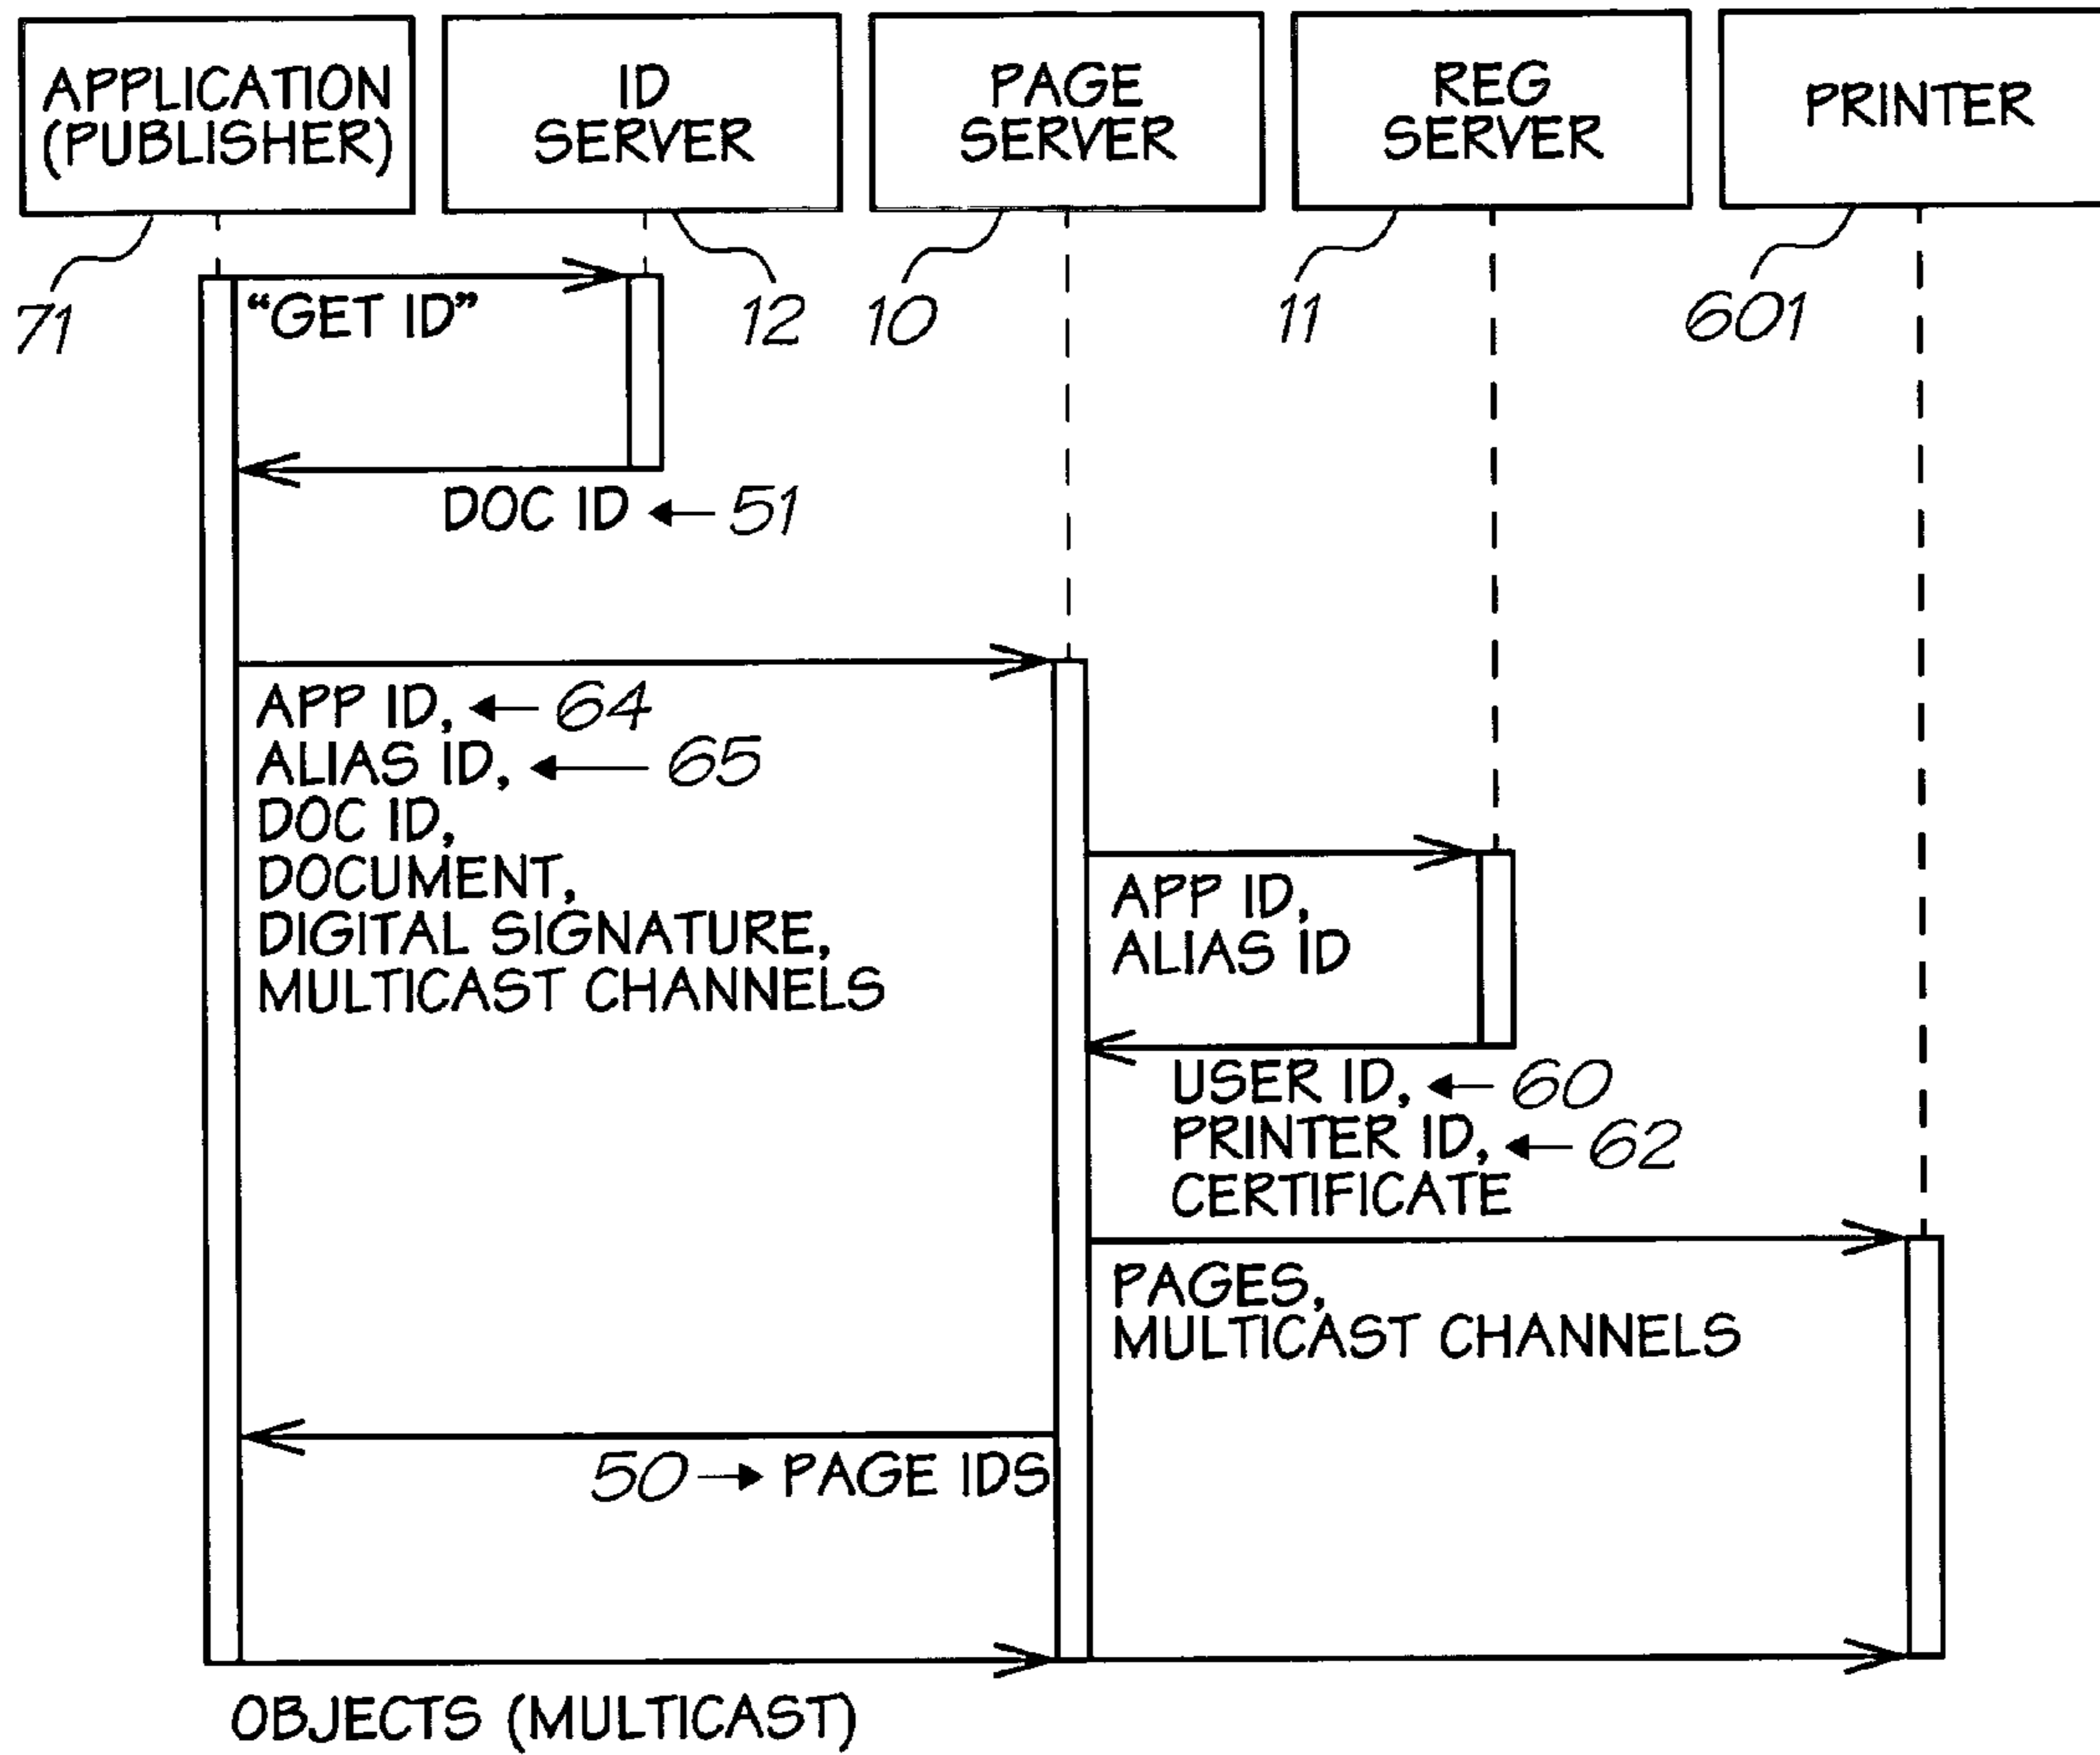 APPLICATION
(PUBLISHER)
ID
SERVER
PAGE
SERVER
REG
SERVER
PRINTER
71
12
10
11
601
“GET ID”
DOC ID 51
APP ID, 64
ALIAS ID, 65
DOC ID,
DOCUMENT,
DIGITAL SIGNATURE,
MULTICAST CHANNELS
APP ID,
ALIAS ID
USER ID, 60
PRINTER ID, 62
CERTIFICATE
PAGES,
MULTICAST CHANNELS
50 PAGE IDS
OBJECTS (MULTICAST)